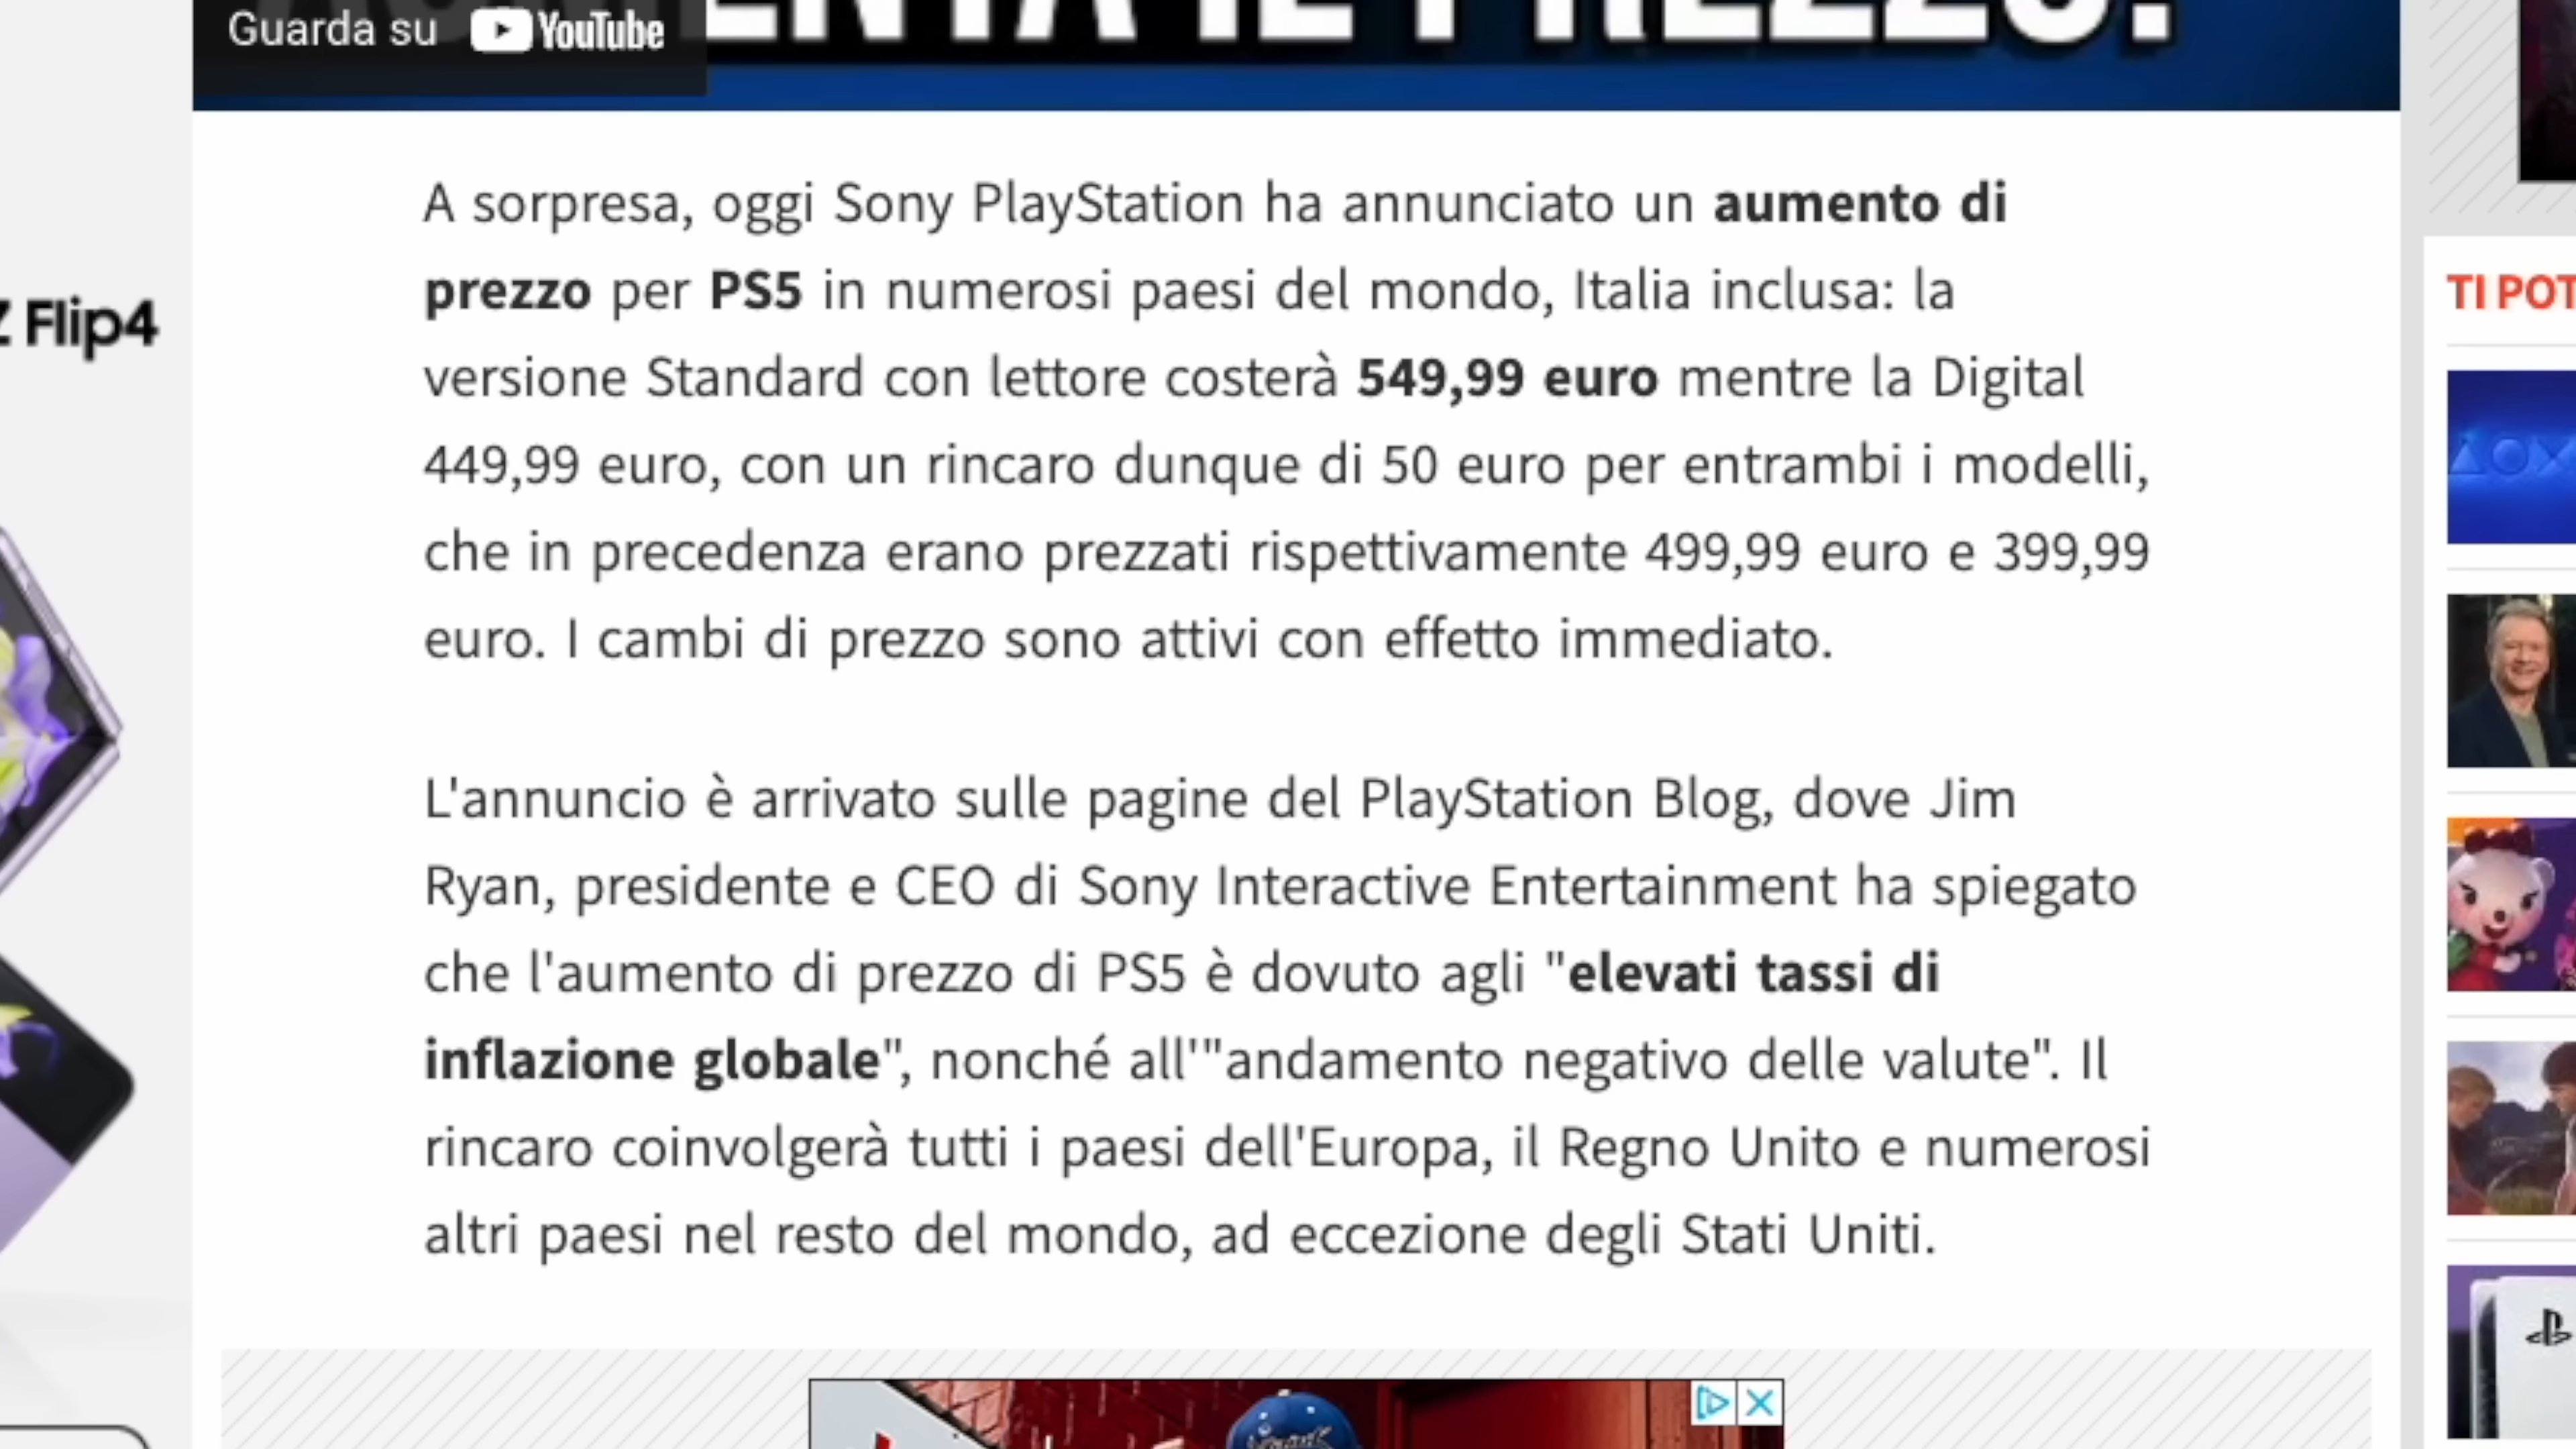 Guarda su YouTube
ENTA IL PREZZO!
A sorpresa, oggi Sony PlayStation ha annunciato un aumento di
prezzo per PS5 in numerosi paesi del mondo, Italia inclusa: la
versione Standard con lettore costerà 549,99 euro mentre la Digital
449,99 euro, con un rincaro dunque di 50 euro per entrambi i modelli,
che in precedenza erano prezzati rispettivamente 499,99 euro e 399,99
euro. I cambi di prezzo sono attivi con effetto immediato.
L'annuncio è arrivato sulle pagine del PlayStation Blog, dove Jim
Ryan, presidente e CEO di Sony Interactive Entertainment ha spiegato
che l'aumento di prezzo di PS5 è dovuto agli "elevati tassi di
inflazione globale", nonché all'"andamento negativo delle valute". Il
rincaro coinvolgerà tutti i paesi dell'Europa, il Regno Unito e numerosi
altri paesi nel resto del mondo, ad eccezione degli Stati Uniti.
Z Flip4
TI POT